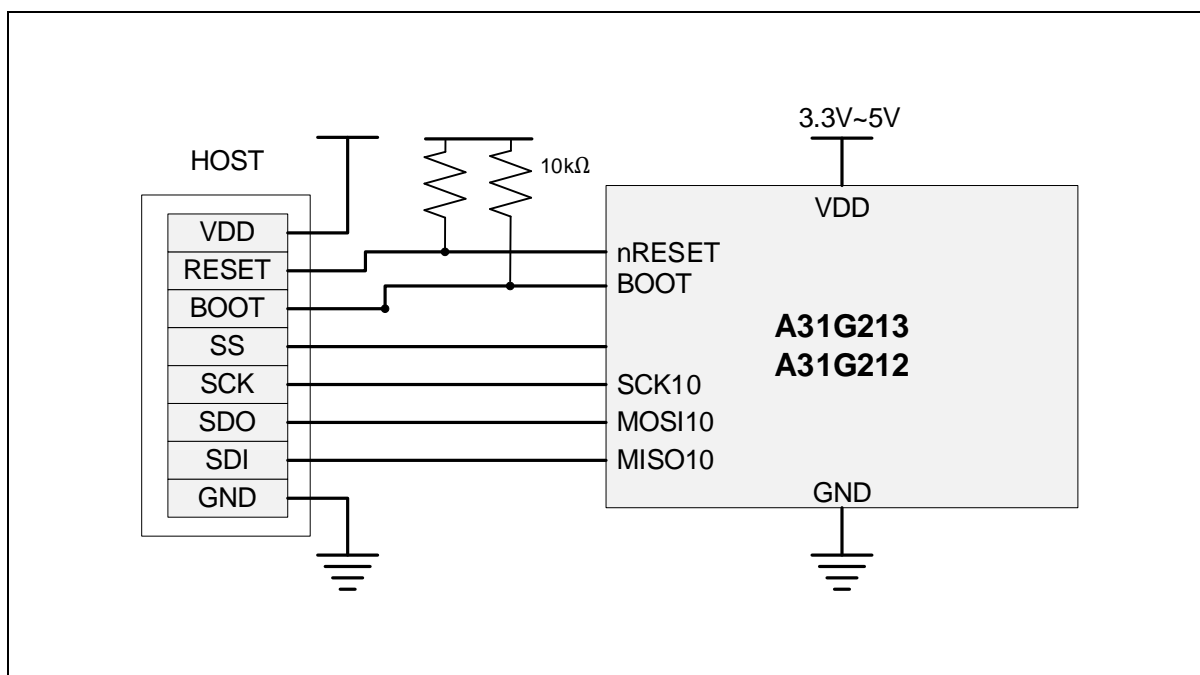 3.3V~5V
HOST
10kΩ
VDD
VDD
RESET
BOOT
SS
SCK
SDO
SDI
GND
nRESET
BOOT
A31G213
A31G212
SCK10
MOSI10
MISO10
GND